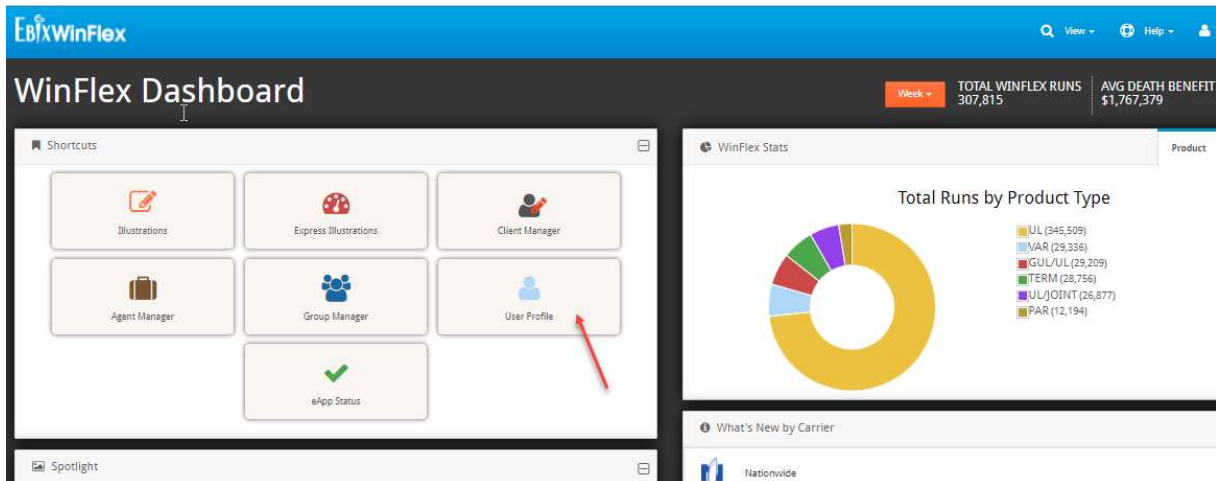 EbixWinFlex
View
Help
WinFlex Dashboard
Week
TOTAL WINFLEX RUNS
307,815
AVG DEATH BENEFIT
$1,767,379
Shortcuts
Illustrations
Express Illustrations
Client Manager
Agent Manager
Group Manager
User Profile
eApp Status
Spotlight
WinFlex Stats
Product
Total Runs by Product Type
UL (345,509)
VAR (29,336)
GUL/UL (29,209)
TERM (28,756)
UL/JOINT (26,877)
PAR (12,194)
What's New by Carrier
Nationwide